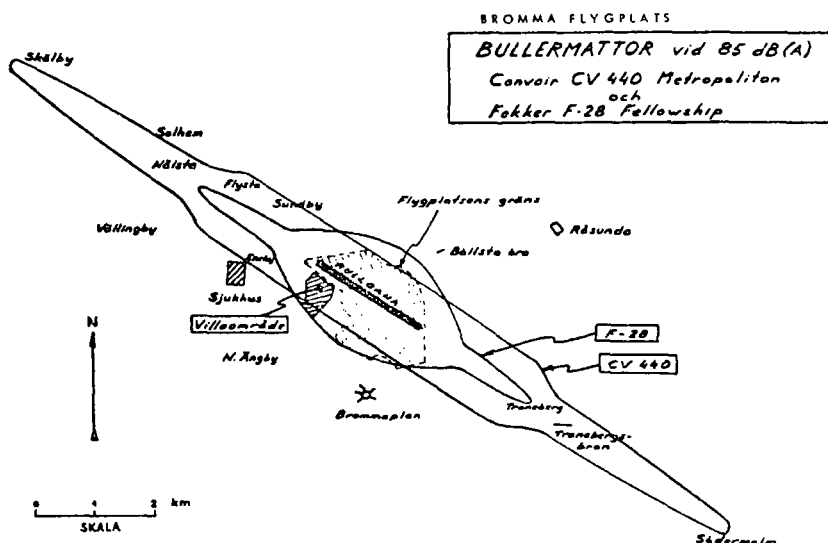 BROMMA FLYGPLATS
BULLERMATTOR vid 85 dB(A)
Convair CV 440 Metropolitan
och
Fokker F-28 Fellowship
Skälby
Solhem
Nälsta
Flysta
Sundby
Flygplatsens gräns
Vällingby
Bällsta bro
Råsunda
Sjukhus
RULLBANA
Villaområde
F-28
CV 440
N. Ängby
N
Brommaplan
Traneberg
Tranebergs-
bron
0 1 2 km
SKALA
Södermalm